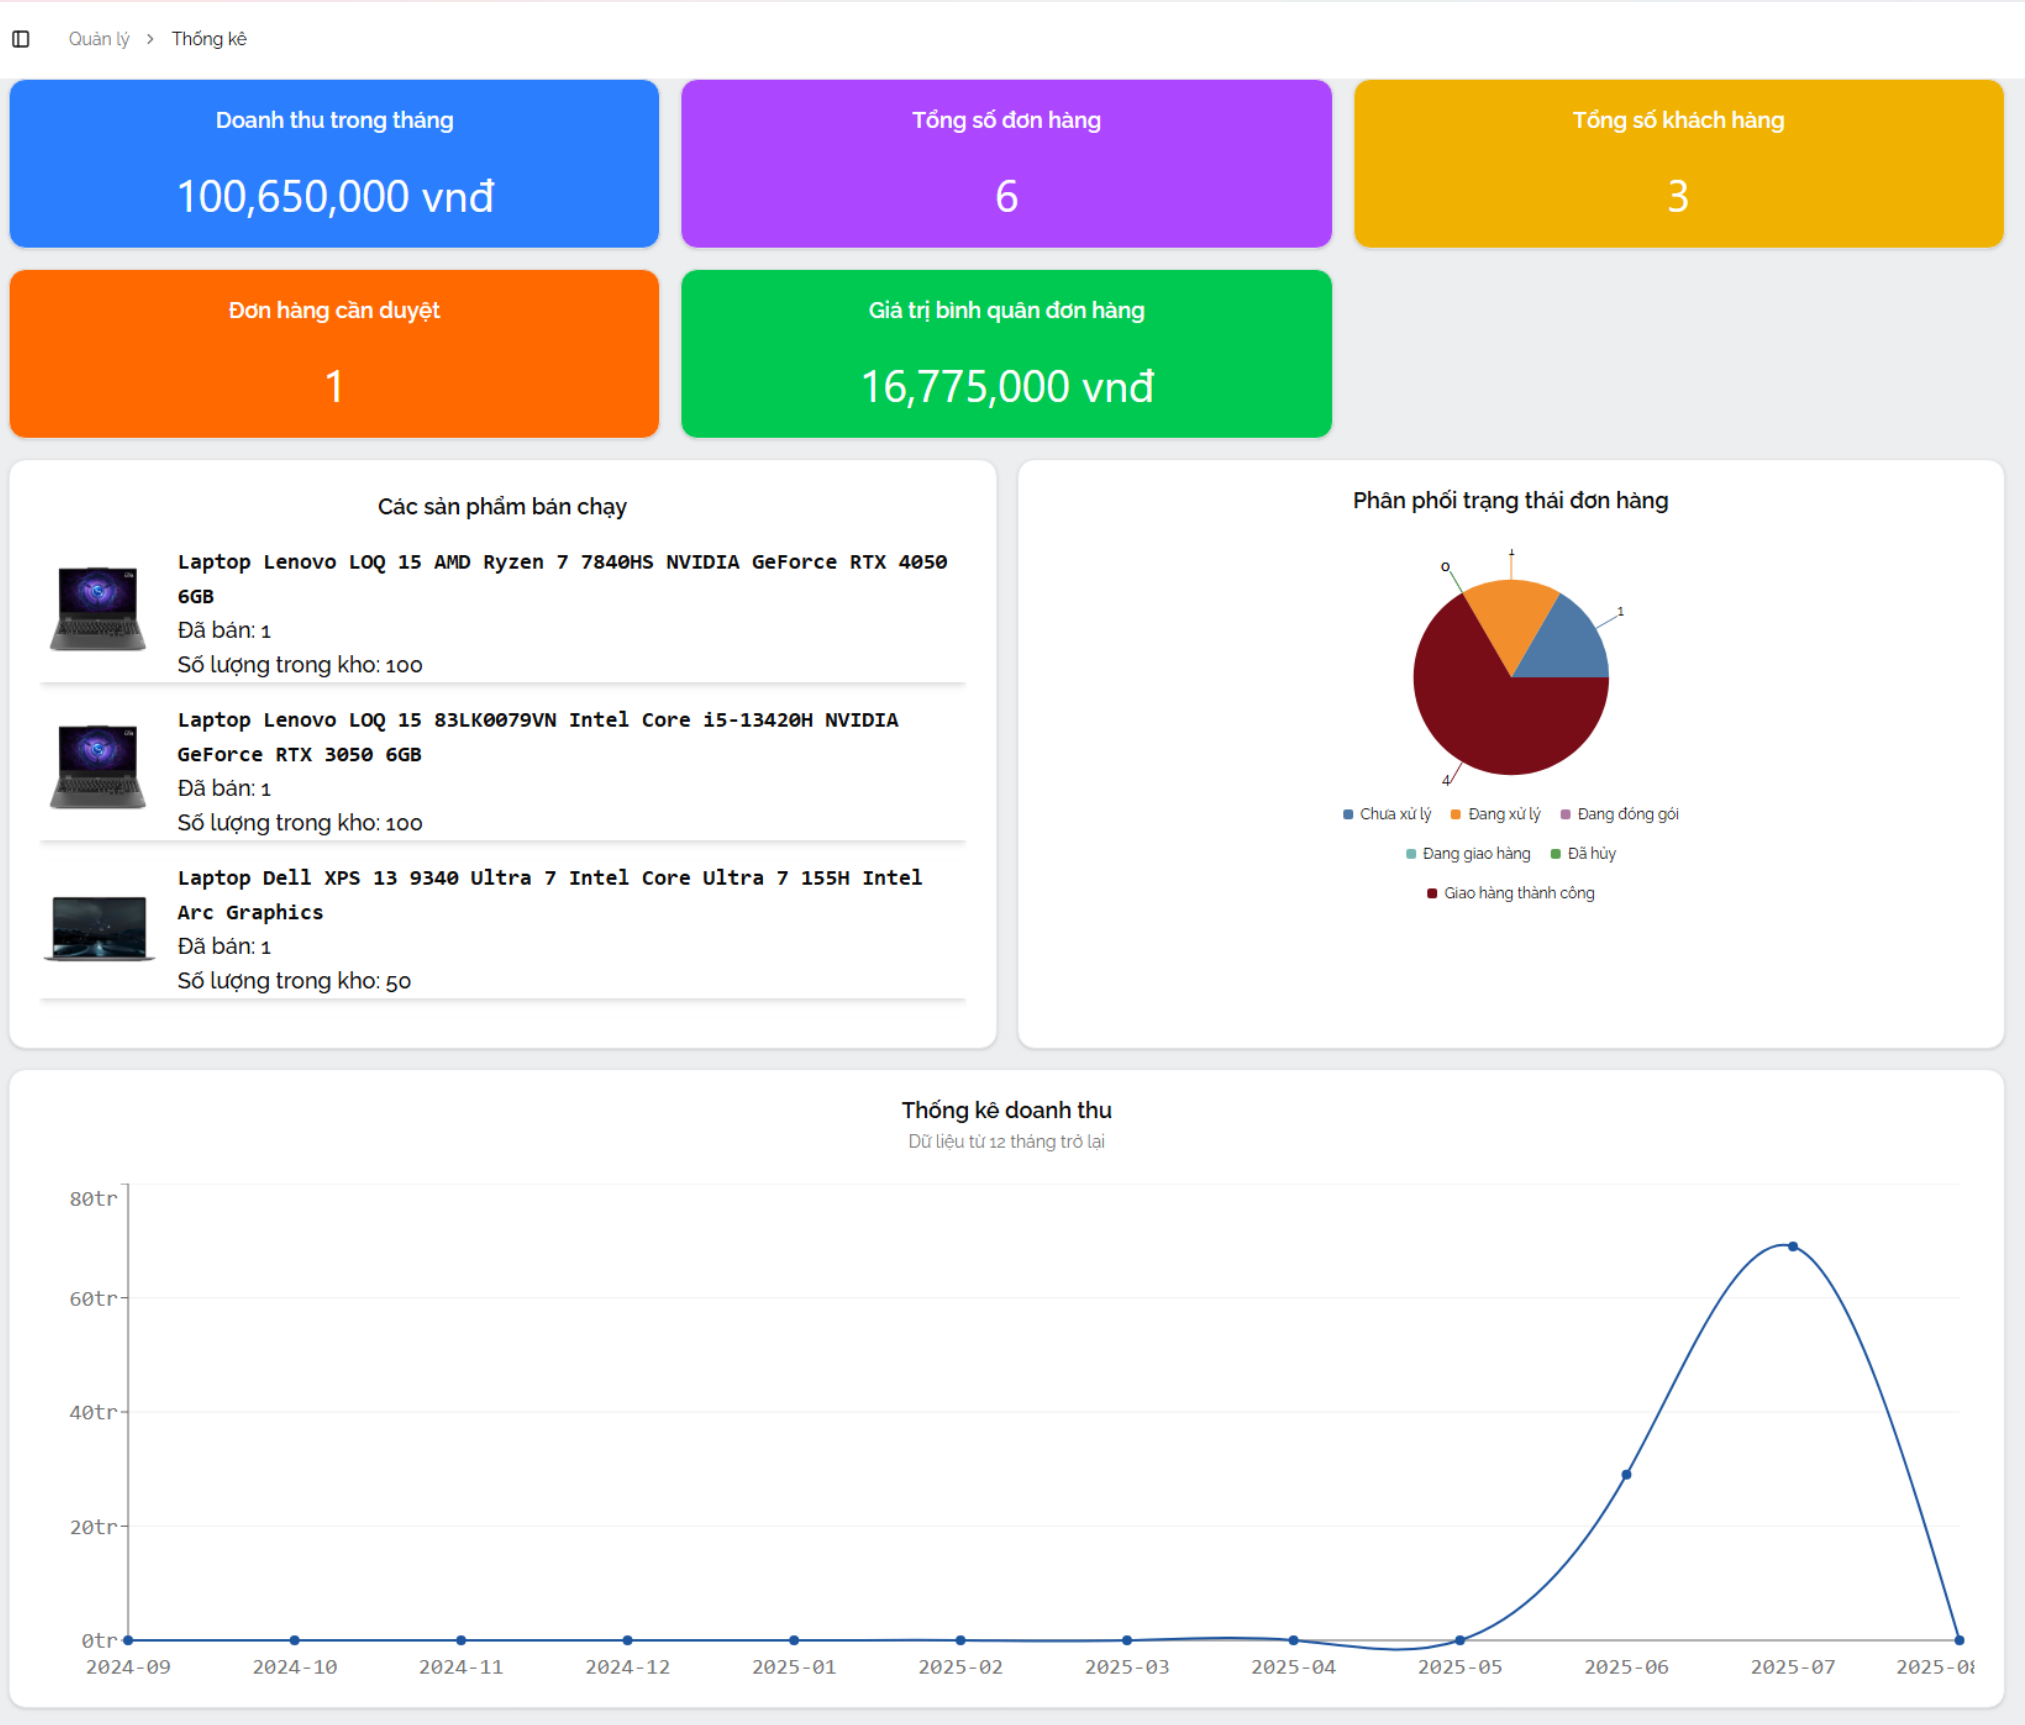 Quản lý > Thống kê
Doanh thu trong tháng
100,650,000 vnđ
Tổng số đơn hàng
6
Tổng số khách hàng
3
Đơn hàng cần duyệt
1
Giá trị bình quân đơn hàng
16,775,000 vnđ
Các sản phẩm bán chạy
Laptop Lenovo LOQ 15 AMD Ryzen 7 7840HS NVIDIA GeForce RTX 4050
6GB
Đã bán: 1
Số lượng trong kho: 100
Laptop Lenovo LOQ 15 83LK0079VN Intel Core i5-13420H NVIDIA
GeForce RTX 3050 6GB
Đã bán: 1
Số lượng trong kho: 100
Laptop Dell XPS 13 9340 Ultra 7 Intel Core Ultra 7 155H Intel
Arc Graphics
Đã bán: 1
Số lượng trong kho: 50
Phân phối trạng thái đơn hàng
1
0
1
4
Chưa xử lý Đang xử lý Đang đóng gói
Đang giao hàng Đã hủy
Giao hàng thành công
Thống kê doanh thu
Dữ liệu từ 12 tháng trở lại
80tr
60tr
40tr
20tr
0tr
2024-09 2024-10 2024-11 2024-12 2025-01 2025-02 2025-03 2025-04 2025-05 2025-06 2025-07 2025-08